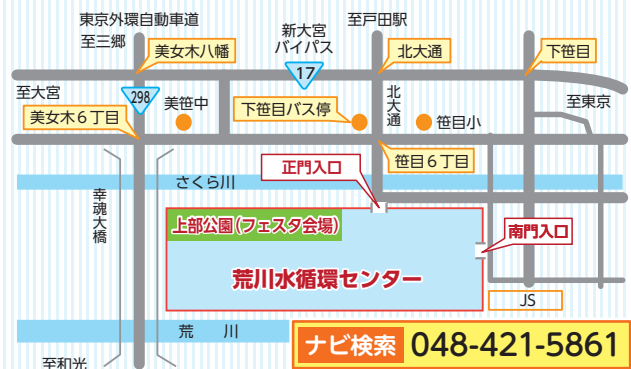 東京外環自動車道
至三郷
新大宮
バイパス
至戸田駅
美女木八幡
北大通
下笹目
17
至大宮
298
美笹中
北大通
至東京
美女木6丁目
下笹目バス停
笹目小
笹目6丁目
正門入口
さくら川
幸魂大橋
上部公園(フェスタ会場)
南門入口
荒川水循環センター
JS
荒川
ナビ検索 048-421-5861
至和光